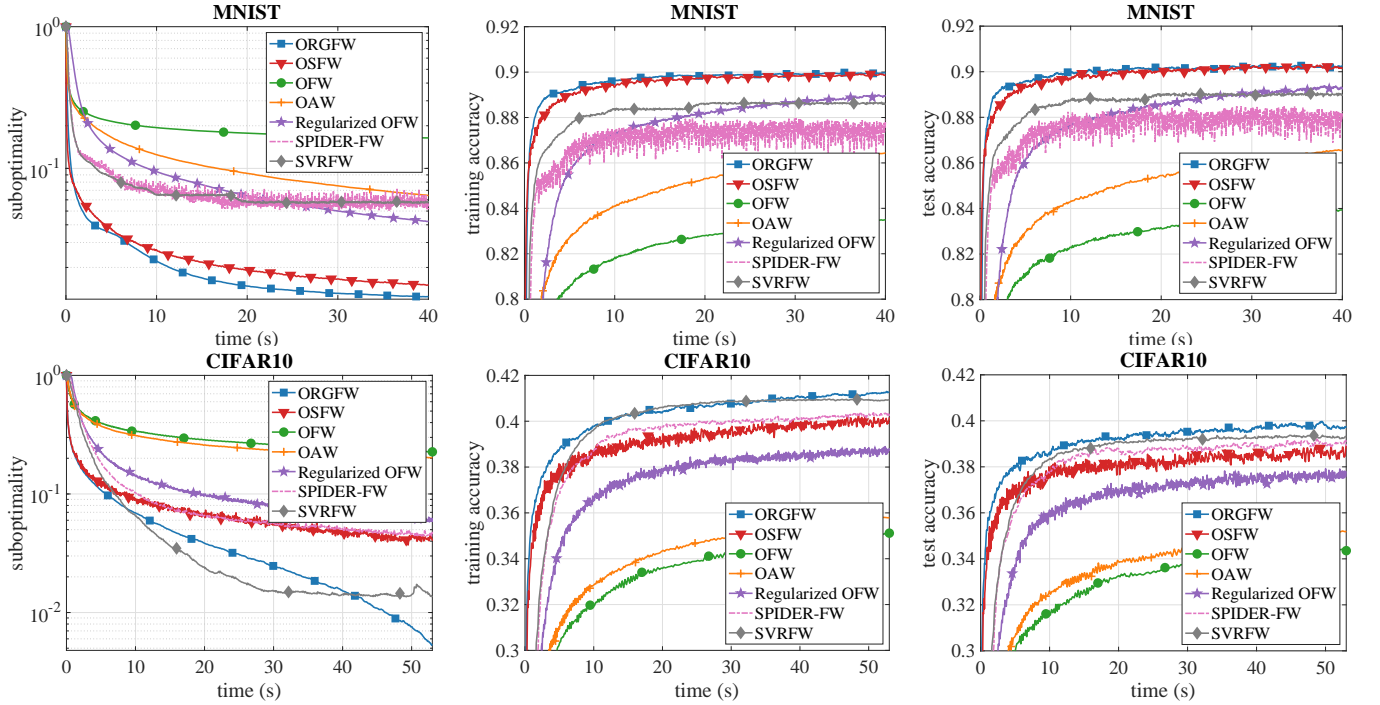 MNIST
10^0
10^-1
suboptimality
ORGFW
OSFW
OFW
OAW
Regularized OFW
SPIDER-FW
SVRFW
0 10 20 30 40
time (s)
MNIST
0.92
0.9
0.88
0.86
0.84
0.82
0.8
training accuracy
ORGFW
OSFW
OFW
OAW
Regularized OFW
SPIDER-FW
SVRFW
0 10 20 30 40
time (s)
MNIST
0.92
0.9
0.88
0.86
0.84
0.82
0.8
test accuracy
ORGFW
OSFW
OFW
OAW
Regularized OFW
SPIDER-FW
SVRFW
0 10 20 30 40
time (s)
CIFAR10
10^0
10^-1
10^-2
suboptimality
ORGFW
OSFW
OFW
OAW
Regularized OFW
SPIDER-FW
SVRFW
0 10 20 30 40 50
time (s)
CIFAR10
0.42
0.4
0.38
0.36
0.34
0.32
0.3
training accuracy
ORGFW
OSFW
OFW
OAW
Regularized OFW
SPIDER-FW
SVRFW
0 10 20 30 40 50
time (s)
CIFAR10
0.42
0.4
0.38
0.36
0.34
0.32
0.3
test accuracy
ORGFW
OSFW
OFW
OAW
Regularized OFW
SPIDER-FW
SVRFW
0 10 20 30 40 50
time (s)